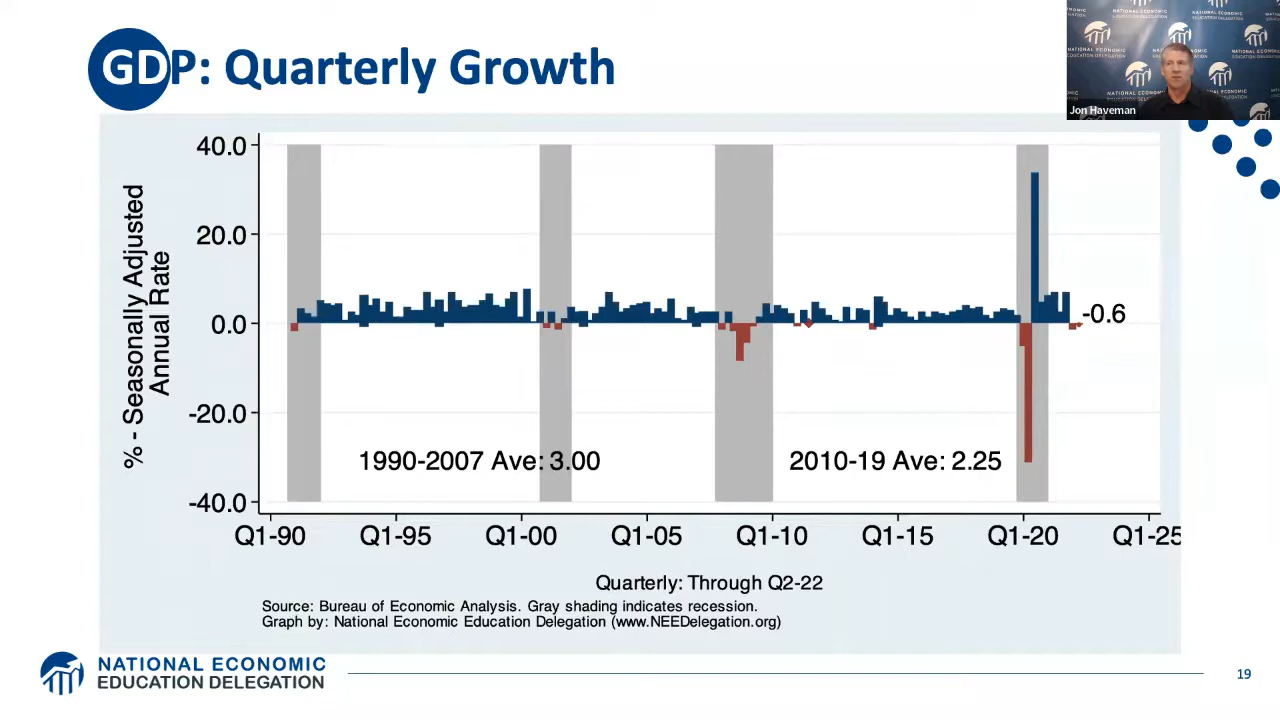 GDP: Quarterly Growth
Jon Haveman
% - Seasonally Adjusted
Annual Rate
40.0
20.0
0.0
-20.0
-40.0
-0.6
1990-2007 Ave: 3.00
2010-19 Ave: 2.25
Q1-90 Q1-95 Q1-00 Q1-05 Q1-10 Q1-15 Q1-20 Q1-25
Quarterly: Through Q2-22
Source: Bureau of Economic Analysis. Gray shading indicates recession.
Graph by: National Economic Education Delegation (www.NEEDelegation.org)
NATIONAL ECONOMIC
EDUCATION DELEGATION
19